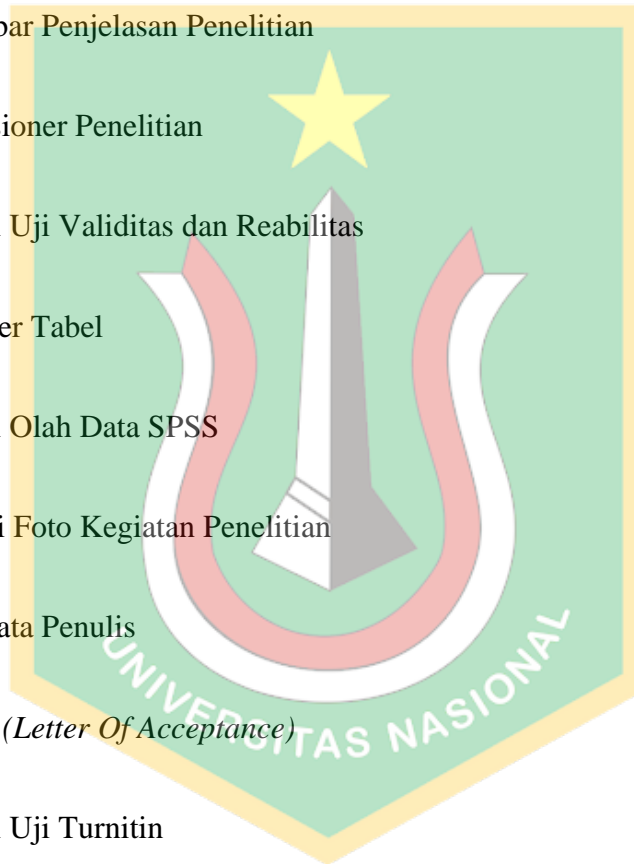 bar Penjelasan Penelitian
ioner Penelitian
Uji Validitas dan Reabilitas
er Tabel
Olah Data SPSS
i Foto Kegiatan Penelitian
ata Penulis
(Letter Of Acceptance)
Uji Turnitin
UNIVERSITAS NASIONAL